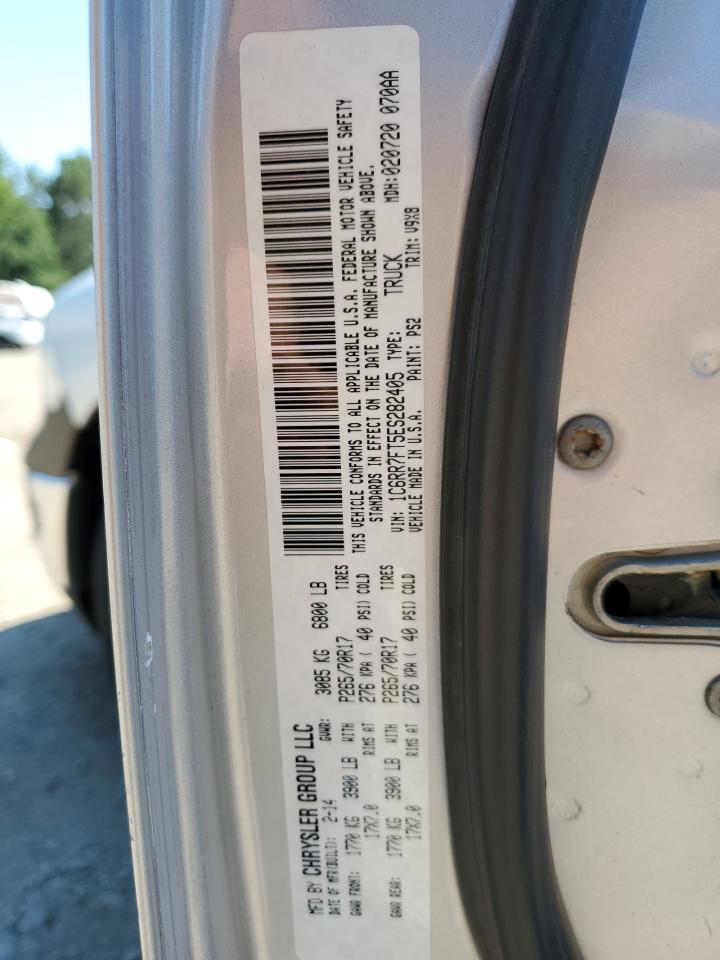 MFD BY CHRYSLER GROUP LLC
DATE OF MFR(BUILT): 2-14 GVWR: 3085 KG 6800 LB
GAWR FRONT: 1770 KG 3900 LB WITH P265/70R17 TIRES
17X7.0 RIMS AT 276 KPA ( 40 PSI) COLD
GAWR REAR: 1770 KG 3900 LB WITH P265/70R17 TIRES
17X7.0 RIMS AT 276 KPA ( 40 PSI) COLD
THIS VEHICLE CONFORMS TO ALL APPLICABLE U.S.A. FEDERAL MOTOR VEHICLE SAFETY
STANDARDS IN EFFECT ON THE DATE OF MANUFACTURE SHOWN ABOVE.
VIN: 1C6RR7FT5ES282405 TYPE: TRUCK MDH:020720 070AA
VEHICLE MADE IN U.S.A. PAINT: PS2 TRIM: V9X8